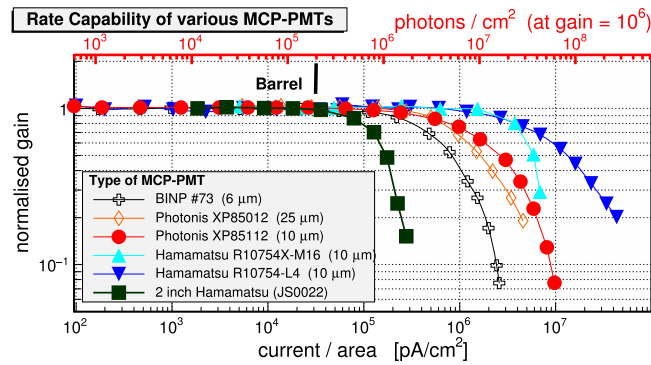 Rate Capability of various MCP-PMTs
photons / cm² (at gain = 10⁶)
10³ 10⁴ 10⁵ 10⁶ 10⁷ 10⁸
Barrel
1
10⁻¹
normalised gain
Type of MCP-PMT
BINP #73 (6 μm)
Photonis XP85012 (25 μm)
Photonis XP85112 (10 μm)
Hamamatsu R10754X-M16 (10 μm)
Hamamatsu R10754-L4 (10 μm)
2 inch Hamamatsu (JS0022)
10² 10³ 10⁴ 10⁵ 10⁶ 10⁷
current / area [pA/cm²]